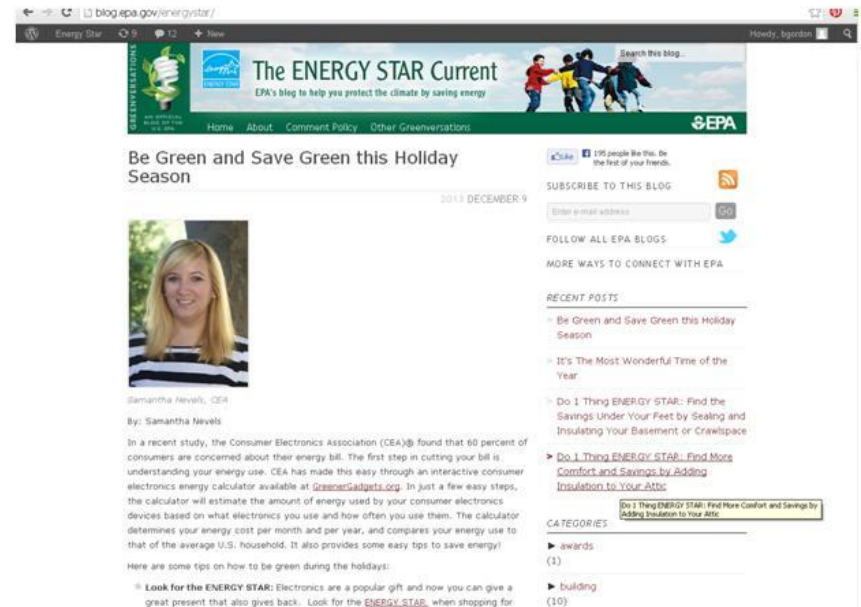 blog.epa.gov/energystar/
Energy Star 9 12 + New Howdy, bgordon
GREENVERSATIONS
AN OFFICIAL
BLOG OF THE
U.S. EPA
ENERGY STAR
The ENERGY STAR Current
EPA's blog to help you protect the climate by saving energy
Search this blog...
Home About Comment Policy Other Greenversations
EPA
Be Green and Save Green this Holiday
Season
2013 DECEMBER 9
Samantha Nevels, CEA
By: Samantha Nevels
In a recent study, the Consumer Electronics Association (CEA)® found that 60 percent of
consumers are concerned about their energy bill. The first step in cutting your bill is
understanding your energy use. CEA has made this easy through an interactive consumer
electronics energy calculator available at GreenerGadgets.org. In just a few easy steps,
the calculator will estimate the amount of energy used by your consumer electronics
devices based on what electronics you use and how often you use them. The calculator
determines your energy cost per month and per year, and compares your energy use to
that of the average U.S. household. It also provides some easy tips to save energy!
Here are some tips on how to be green during the holidays:
Look for the ENERGY STAR: Electronics are a popular gift and now you can give a
great present that also gives back. Look for the ENERGY STAR when shopping for
Like 195 people like this. Be
the first of your friends.
SUBSCRIBE TO THIS BLOG
Enter e-mail address Go
FOLLOW ALL EPA BLOGS
MORE WAYS TO CONNECT WITH EPA
RECENT POSTS
Be Green and Save Green this Holiday
Season
It's The Most Wonderful Time of the
Year
Do 1 Thing ENERGY STAR: Find the
Savings Under Your Feet by Sealing and
Insulating Your Basement or Crawlspace
Do 1 Thing ENERGY STAR: Find More
Comfort and Savings by Adding
Insulation to Your Attic
Do 1 Thing ENERGY STAR: Find More Comfort and Savings by
Adding Insulation to Your Attic
CATEGORIES
awards
(1)
building
(10)